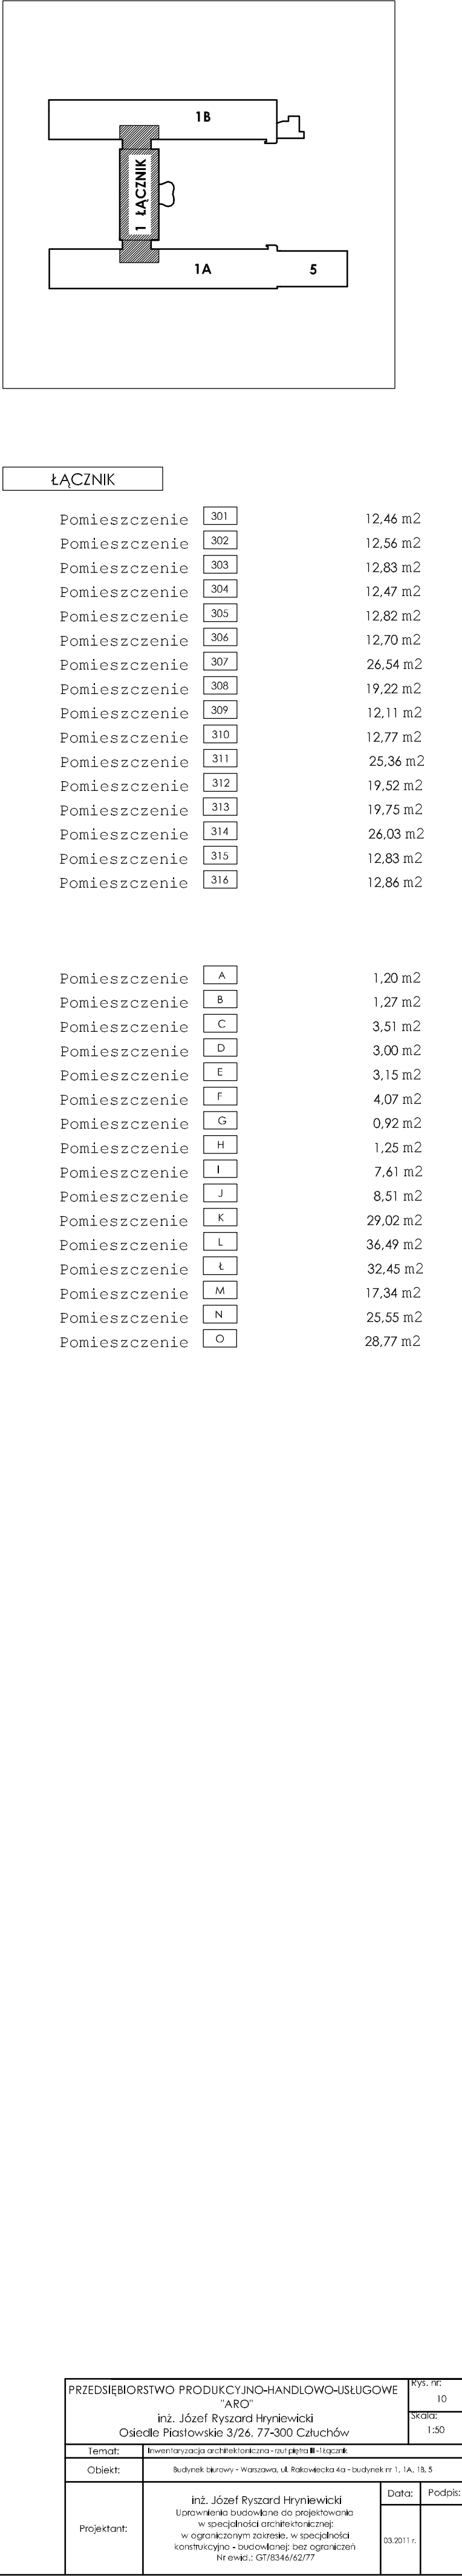 1B
1 ŁĄCZNIK
1A
5
ŁĄCZNIK
Pomieszczenie 301 12,46 m2
Pomieszczenie 302 12,56 m2
Pomieszczenie 303 12,83 m2
Pomieszczenie 304 12,47 m2
Pomieszczenie 305 12,82 m2
Pomieszczenie 306 12,70 m2
Pomieszczenie 307 26,54 m2
Pomieszczenie 308 19,22 m2
Pomieszczenie 309 12,11 m2
Pomieszczenie 310 12,77 m2
Pomieszczenie 311 25,36 m2
Pomieszczenie 312 19,52 m2
Pomieszczenie 313 19,75 m2
Pomieszczenie 314 26,03 m2
Pomieszczenie 315 12,83 m2
Pomieszczenie 316 12,86 m2
Pomieszczenie A 1,20 m2
Pomieszczenie B 1,27 m2
Pomieszczenie C 3,51 m2
Pomieszczenie D 3,00 m2
Pomieszczenie E 3,15 m2
Pomieszczenie F 4,07 m2
Pomieszczenie G 0,92 m2
Pomieszczenie H 1,25 m2
Pomieszczenie I 7,61 m2
Pomieszczenie J 8,51 m2
Pomieszczenie K 29,02 m2
Pomieszczenie L 36,49 m2
Pomieszczenie Ł 32,45 m2
Pomieszczenie M 17,34 m2
Pomieszczenie N 25,55 m2
Pomieszczenie O 28,77 m2
PRZEDSIĘBIORSTWO PRODUKCYJNO-HANDLOWO-USŁUGOWE
"ARO"
inż. Józef Ryszard Hryniewicki
Osiedle Piastowskie 3/26, 77-300 Człuchów
Rys. nr:
10
Skala:
1:50
Temat: Inwentaryzacja architektoniczna - rzut piętra III - 1 Łącznik
Obiekt: Budynek biurowy - Warszawa, ul. Rakowiecka 4a - budynek nr 1, 1A, 1B, 5
Projektant:
inż. Józef Ryszard Hryniewicki
Uprawnienia budowlane do projektowania
w specjalności architektonicznej:
w ograniczonym zakresie, w specjalności
konstrukcyjno - budowlanej: bez ograniczeń
Nr ewid.: GT/8346/62/77
Data:
03.2011 r.
Podpis: